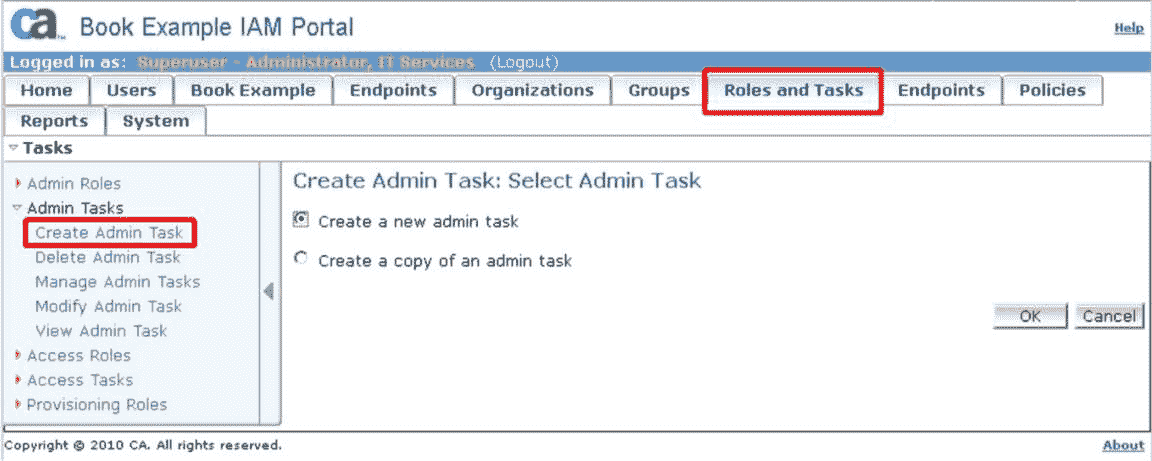 ca Book Example IAM Portal Help
Logged in as: Superuser - Administrator, IT Services (Logout)
Home Users Book Example Endpoints Organizations Groups Roles and Tasks Endpoints Policies
Reports System
Tasks
Admin Roles
Admin Tasks
Create Admin Task
Delete Admin Task
Manage Admin Tasks
Modify Admin Task
View Admin Task
Access Roles
Access Tasks
Provisioning Roles
Create Admin Task: Select Admin Task
Create a new admin task
Create a copy of an admin task
OK Cancel
Copyright © 2010 CA. All rights reserved. About